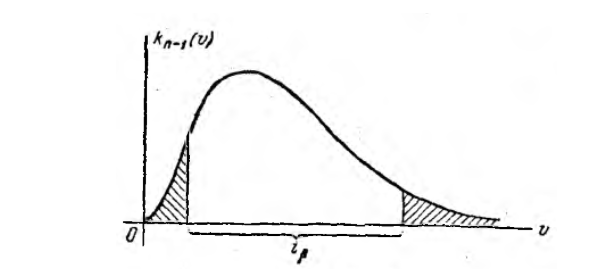 k_{n-1}(v)
0
v
i_β